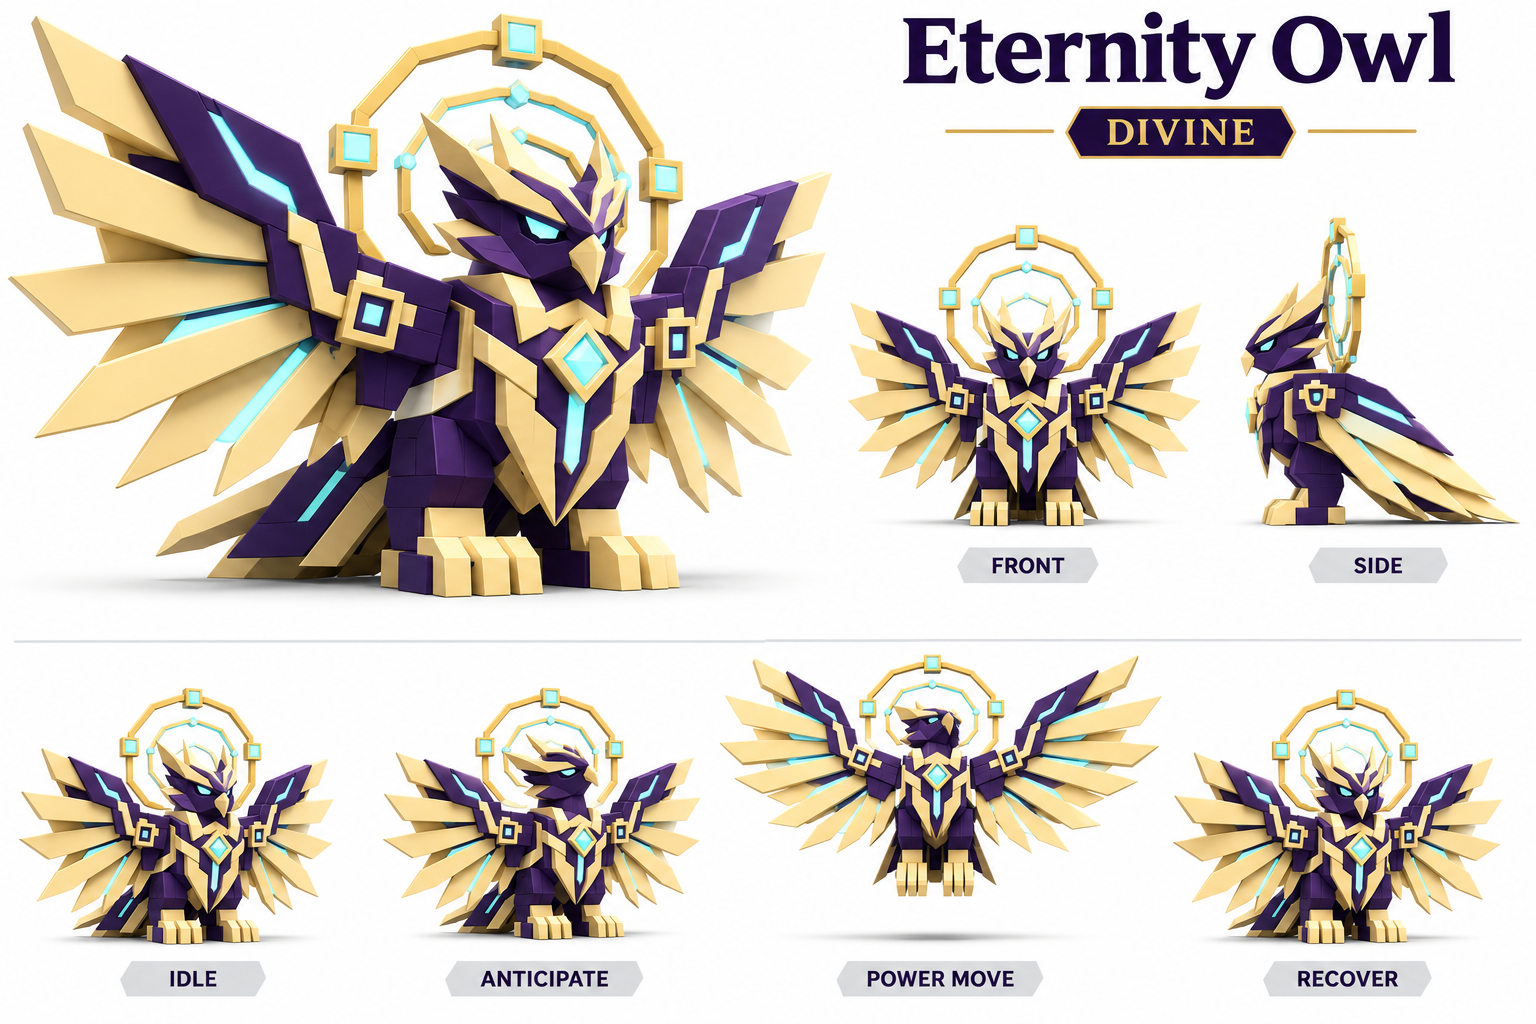 Eternity Owl
DIVINE
FRONT
SIDE
IDLE
ANTICIPATE
POWER MOVE
RECOVER